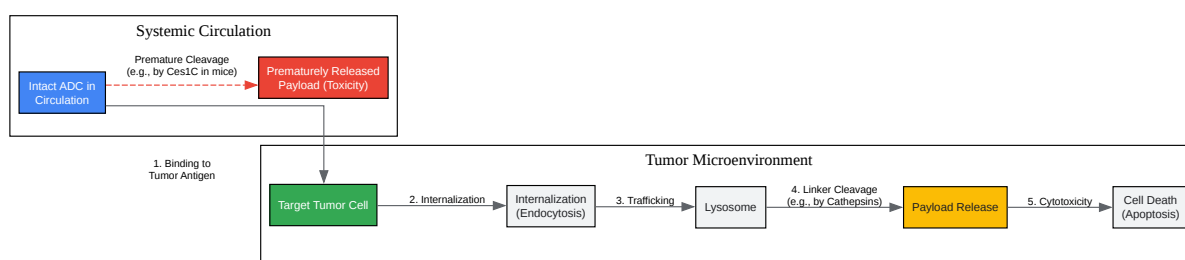 Systemic Circulation
Premature Cleavage
(e.g., by Ces1C in mice)
Intact ADC in
Circulation
Prematurely Released
Payload (Toxicity)
1. Binding to
Tumor Antigen
Tumor Microenvironment
Target Tumor Cell
2. Internalization
Internalization
(Endocytosis)
3. Trafficking
Lysosome
4. Linker Cleavage
(e.g., by Cathepsins)
Payload Release
5. Cytotoxicity
Cell Death
(Apoptosis)